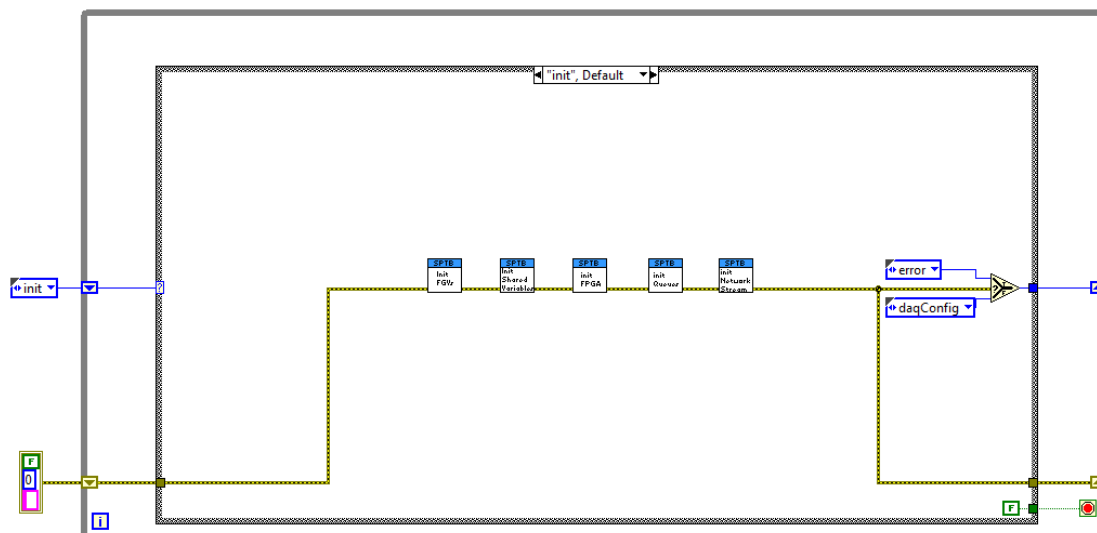 "init", Default
SPTB
Init
FGVs
SPTB
Init
Shared
Variables
SPTB
init
FPGA
SPTB
init
Queues
SPTB
init
Network
Stream
error
init
?
?
F
daqConfig
F
0
i
F